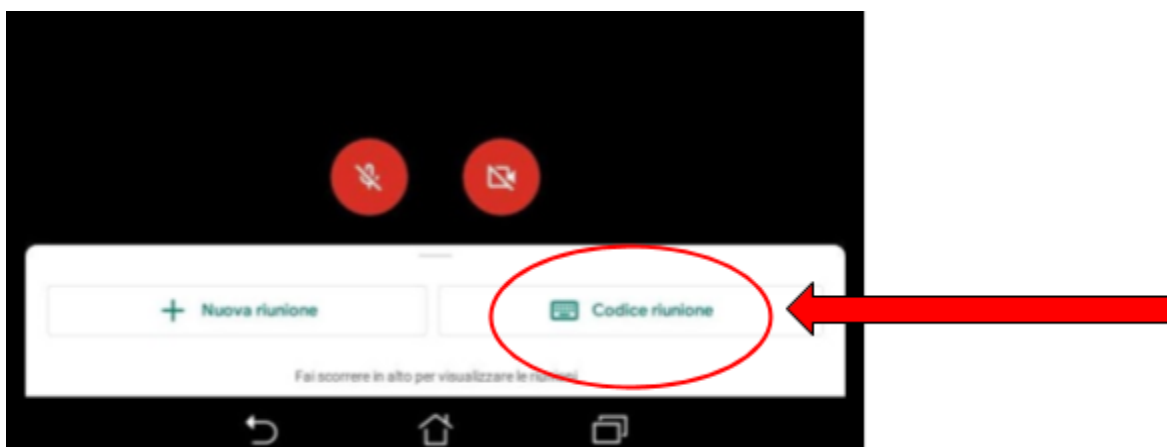 Nuova riunione
Codice riunione
Fai scorrere in alto per visualizzare le riunioni